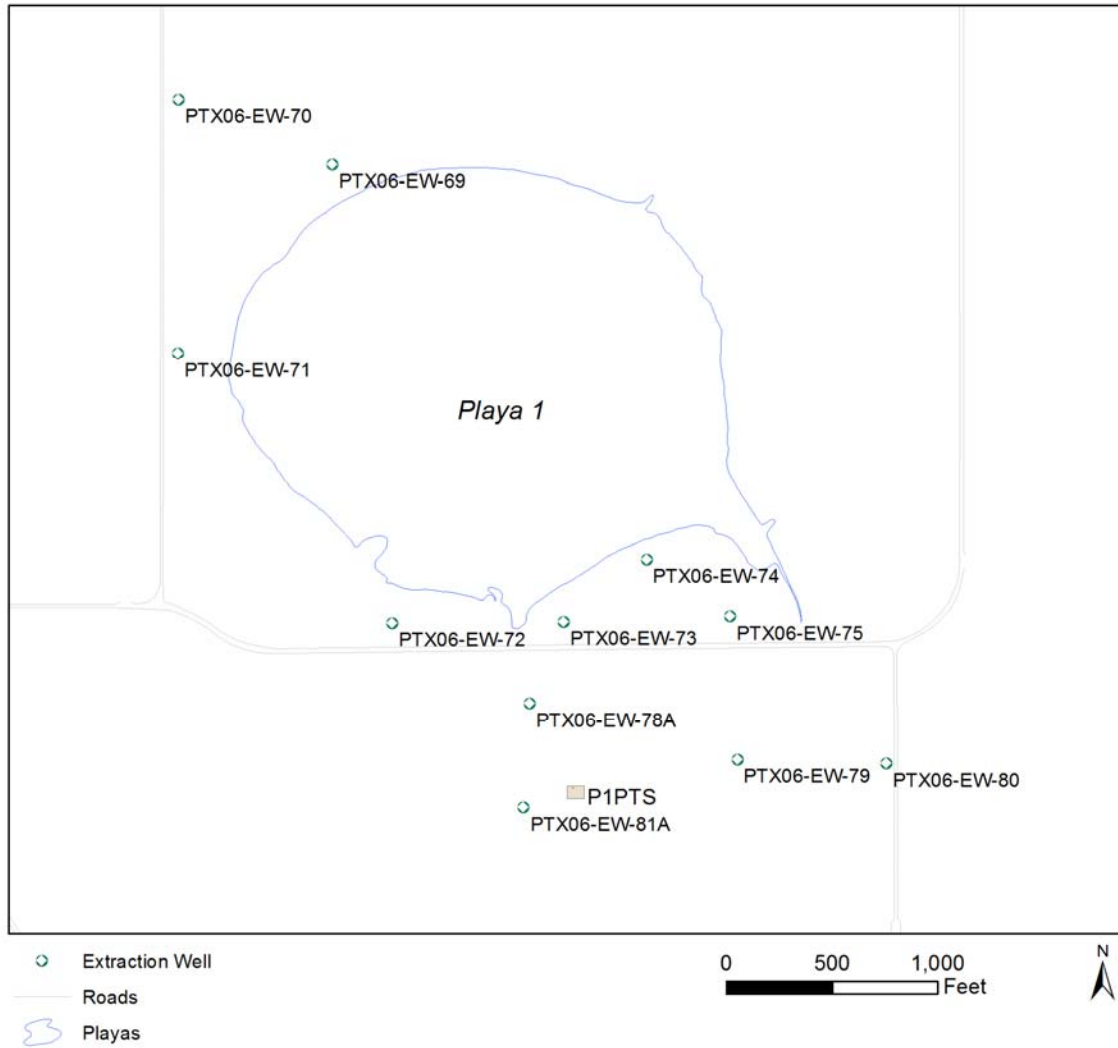 PTX06-EW-70
PTX06-EW-69
PTX06-EW-71
Playa 1
PTX06-EW-74
PTX06-EW-72
PTX06-EW-73
PTX06-EW-75
PTX06-EW-78A
PTX06-EW-79
PTX06-EW-80
P1PTS
PTX06-EW-81A
Extraction Well
Roads
Playas
0 500 1,000
Feet
N